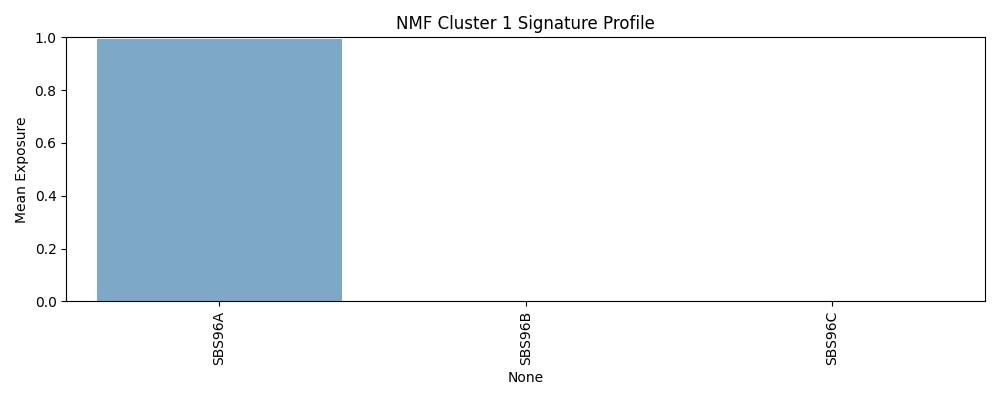 NMF Cluster 1 Signature Profile
1.0
0.8
0.6
0.4
0.2
0.0
Mean Exposure
SBS96A
SBS96B
SBS96C
None